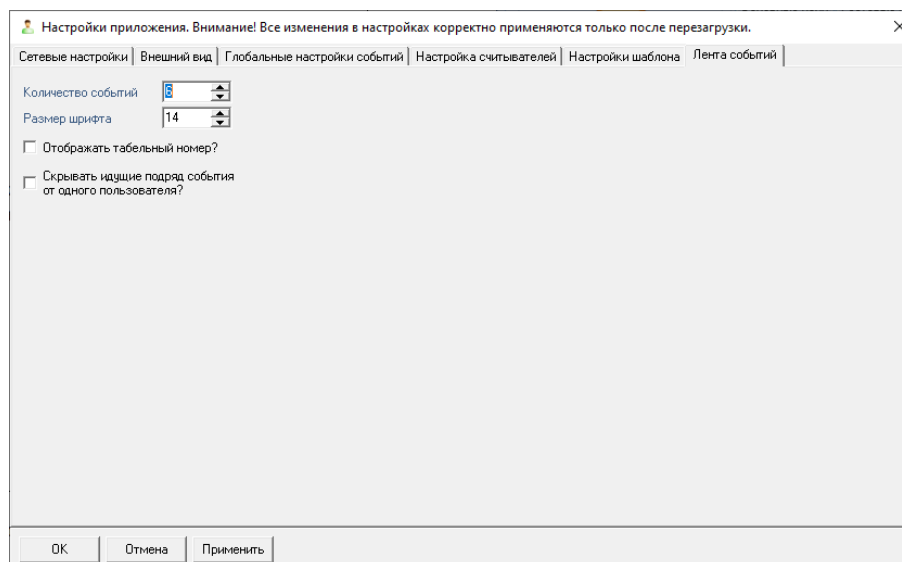 Настройки приложения. Внимание! Все изменения в настройках корректно применяются только после перезагрузки.
Сетевые настройки Внешний вид Глобальные настройки событий Настройка считывателей Настройки шаблона Лента событий
Количество событий 6
Размер шрифта 14
Отображать табельный номер?
Скрывать идущие подряд события
от одного пользователя?
OK Отмена Применить